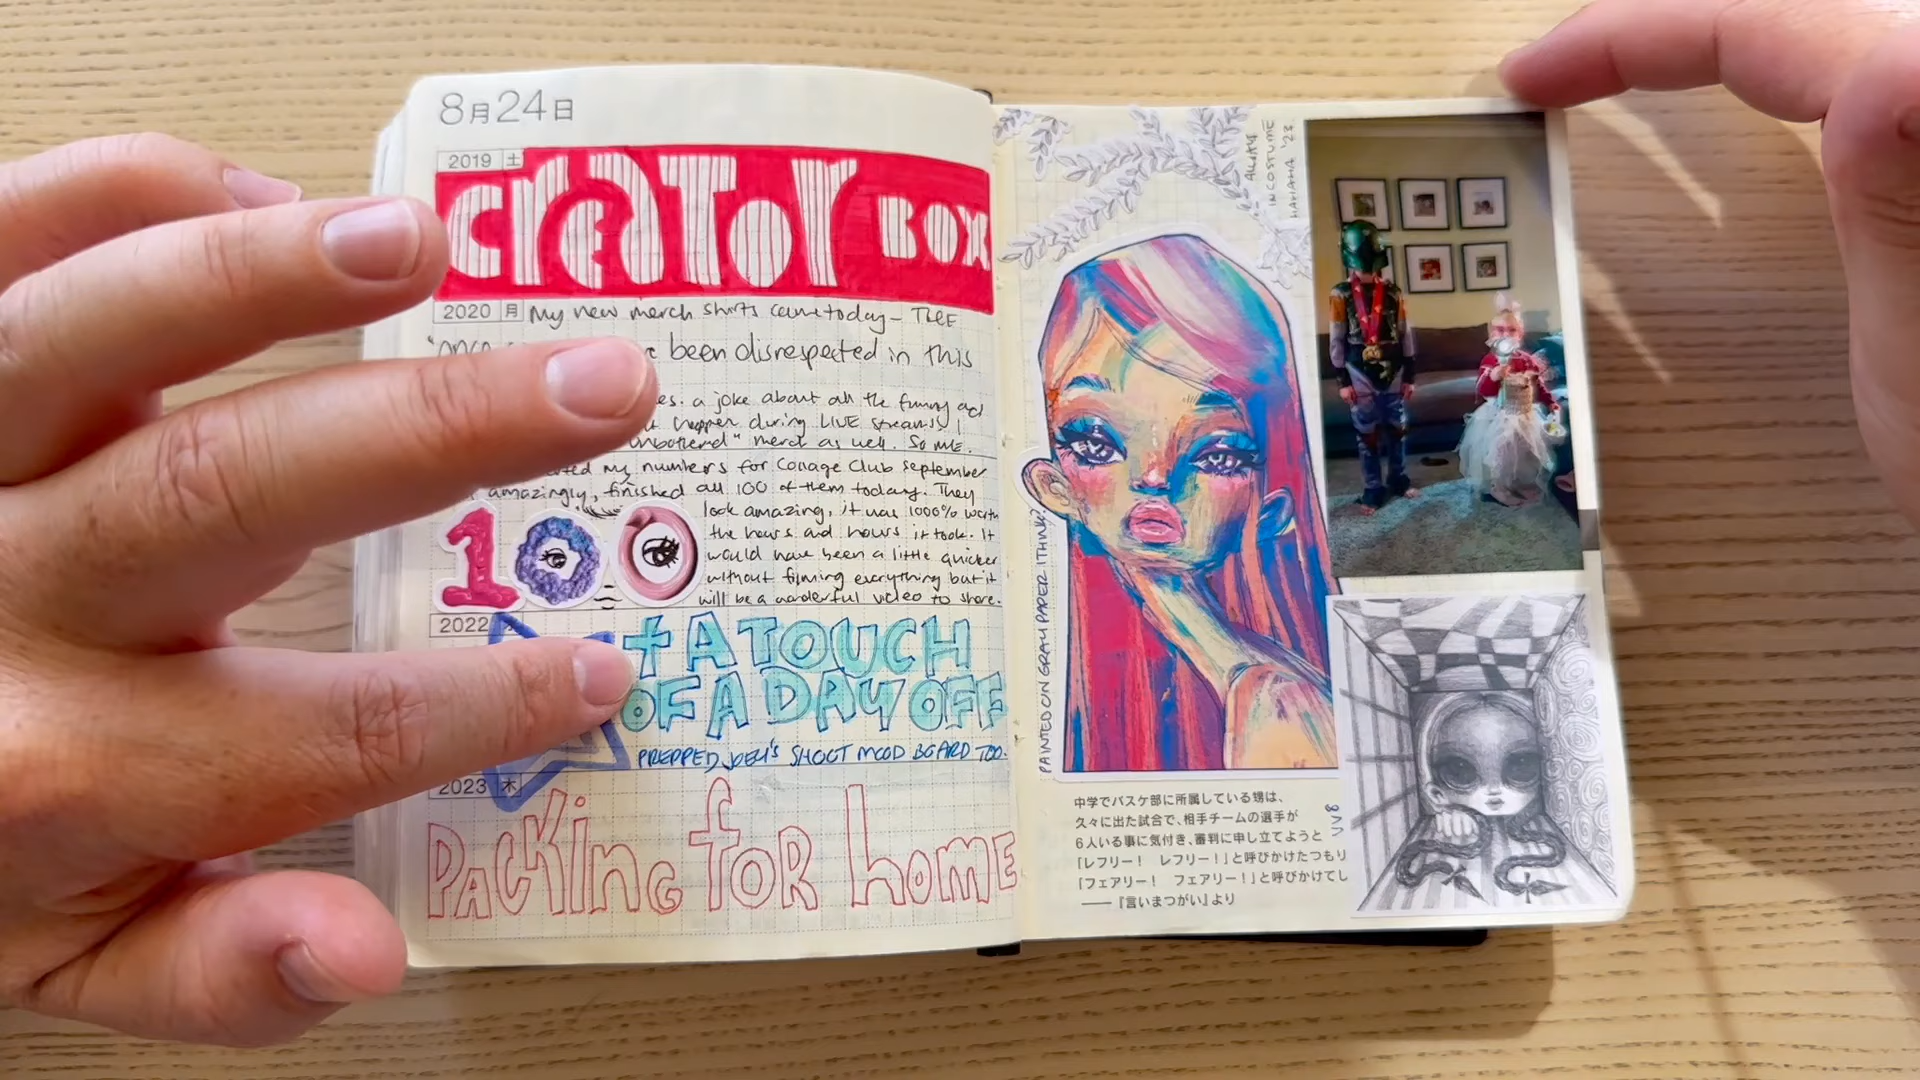 8月24日
2019 土
CREATOR BOX
2020 月 My new merch shirts came today - THE
been disrespected in this
a joke about all the funny
happen during LIVE streams. I
"unbothered" merch as well. So me.
my numbers for Collage Club September
amazingly, finished all 100 of them today. They
100
look amazing, it was 1000% worth
the hours and hours it took. It
would have been a little quicker
without filming everything but it
will be a wonderful video to share.
2022
+ A TOUCH
OF A DAY OFF
PREPPED JOEY'S SHOOT MOOD BOARD TOO.
2023 木
PACKING FOR HOME
PAINTED ON GRAY PAPER I THINK?
ALWAYS
IN COSTUME
HAHAHA '23
中学でバスケ部に所属している甥は、
久々に出た試合で、相手チームの選手が
6人いる事に気付き、審判に申し立てようと
「レフリー! レフリー!」と呼びかけたつもり
「フェアリー! フェアリー!」と呼びかけてし
──『言いまつがい』より